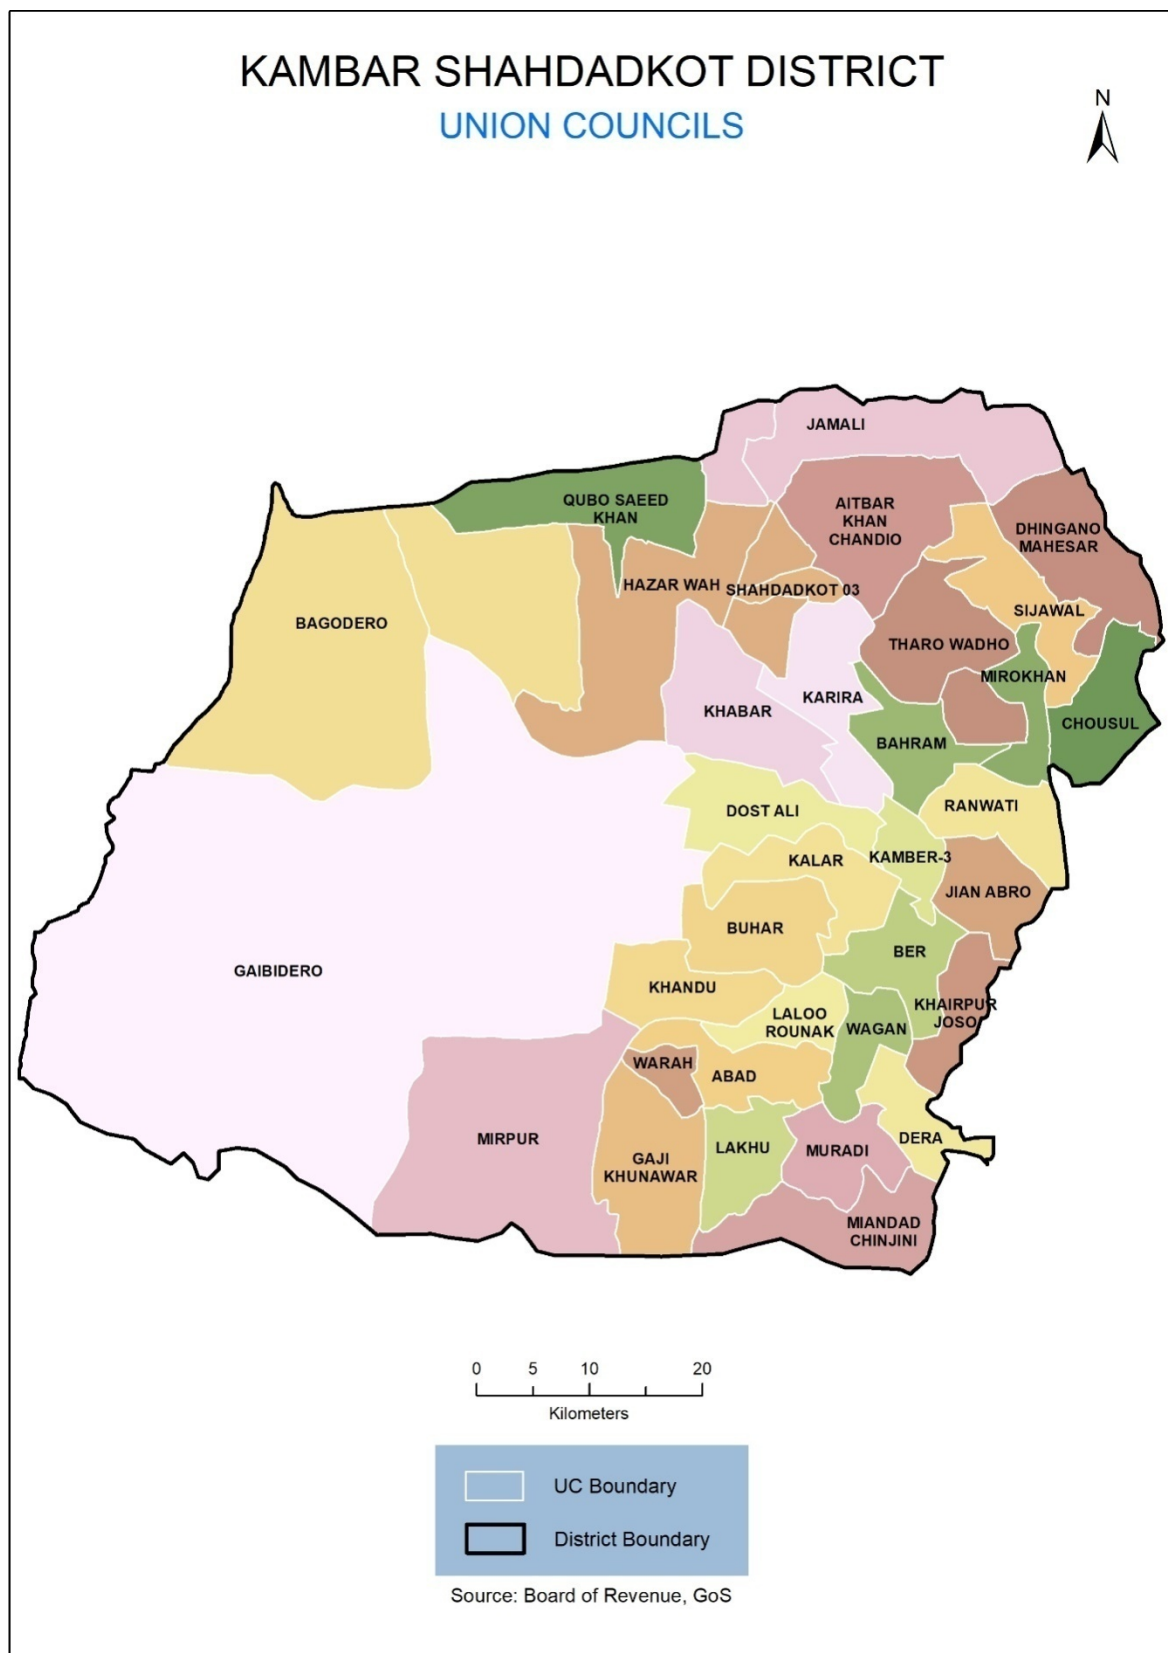 KAMBAR SHAHDADKOT DISTRICT
UNION COUNCILS
N
JAMALI
QUBO SAEED
KHAN
AITBAR
KHAN
CHANDIO
DHINGANO
MAHESAR
HAZAR WAH
SHAHDADKOT 03
BAGODERO
SIJAWAL
THARO WADHO
MIROKHAN
KHABAR
KARIRA
CHOUSUL
BAHRAM
DOST ALI
RANWATI
KALAR
KAMBER-3
JIAN ABRO
BUHAR
BER
GAIBIDERO
KHANDU
KHAIRPUR
JOSO
LALOO
ROUNAK
WAGAN
WARAH
ABAD
MIRPUR
GAJI
KHUNAWAR
LAKHU
MURADI
DERA
MIANDAD
CHINJINI
0 5 10 20
Kilometers
UC Boundary
District Boundary
Source: Board of Revenue, GoS